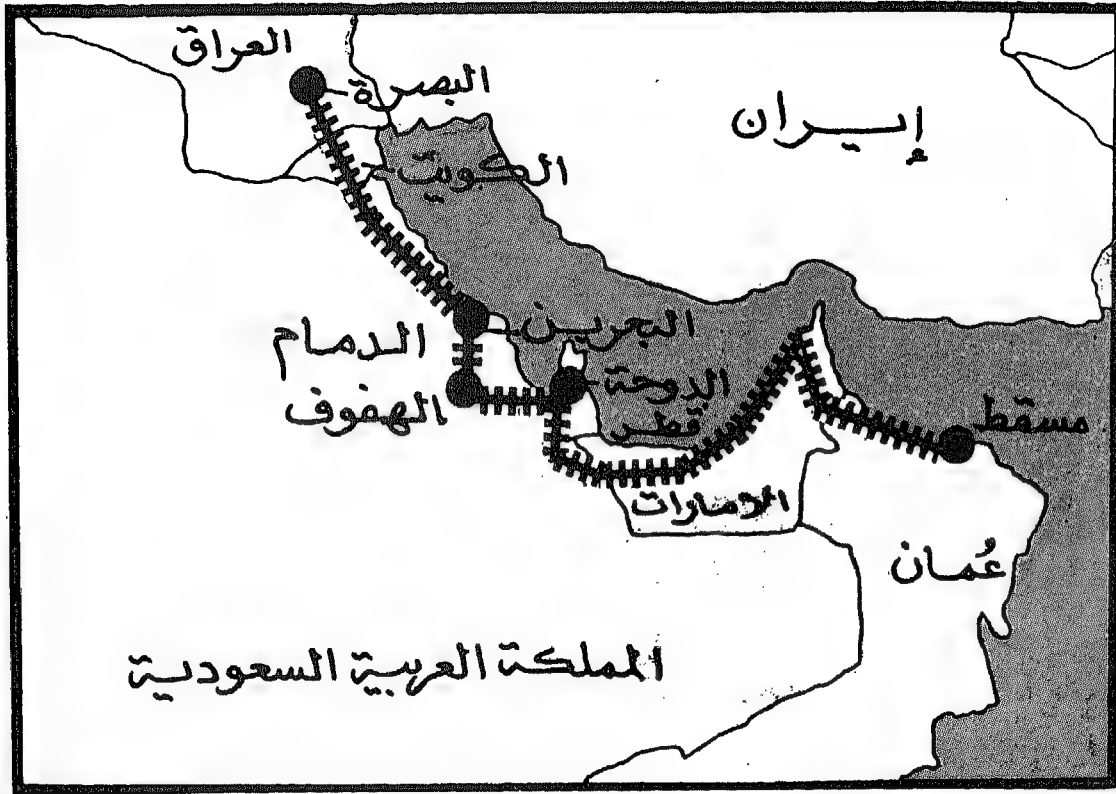 العراق
البصرة
إيران
الكويت
البحرين
الدمام
الدوحة
الهفوف
قطر
مسقط
الامارات
عُمان
المملكة العربية السعودية